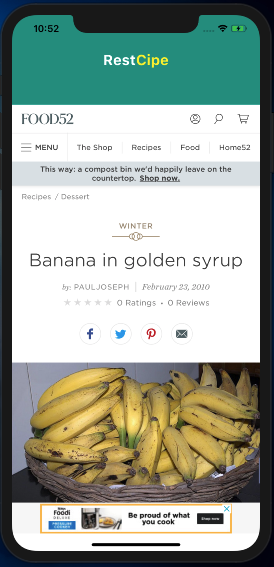 10:52
RestCipe
FOOD52
MENU The Shop Recipes Food Home52
This way: a compost bin we'd happily leave on the
countertop. Shop now.
Recipes / Dessert
WINTER
Banana in golden syrup
by: PAULJOSEPH | February 23, 2010
0 Ratings • 0 Reviews
Foodi
DELUXE
Be proud of what
you cook
Shop now